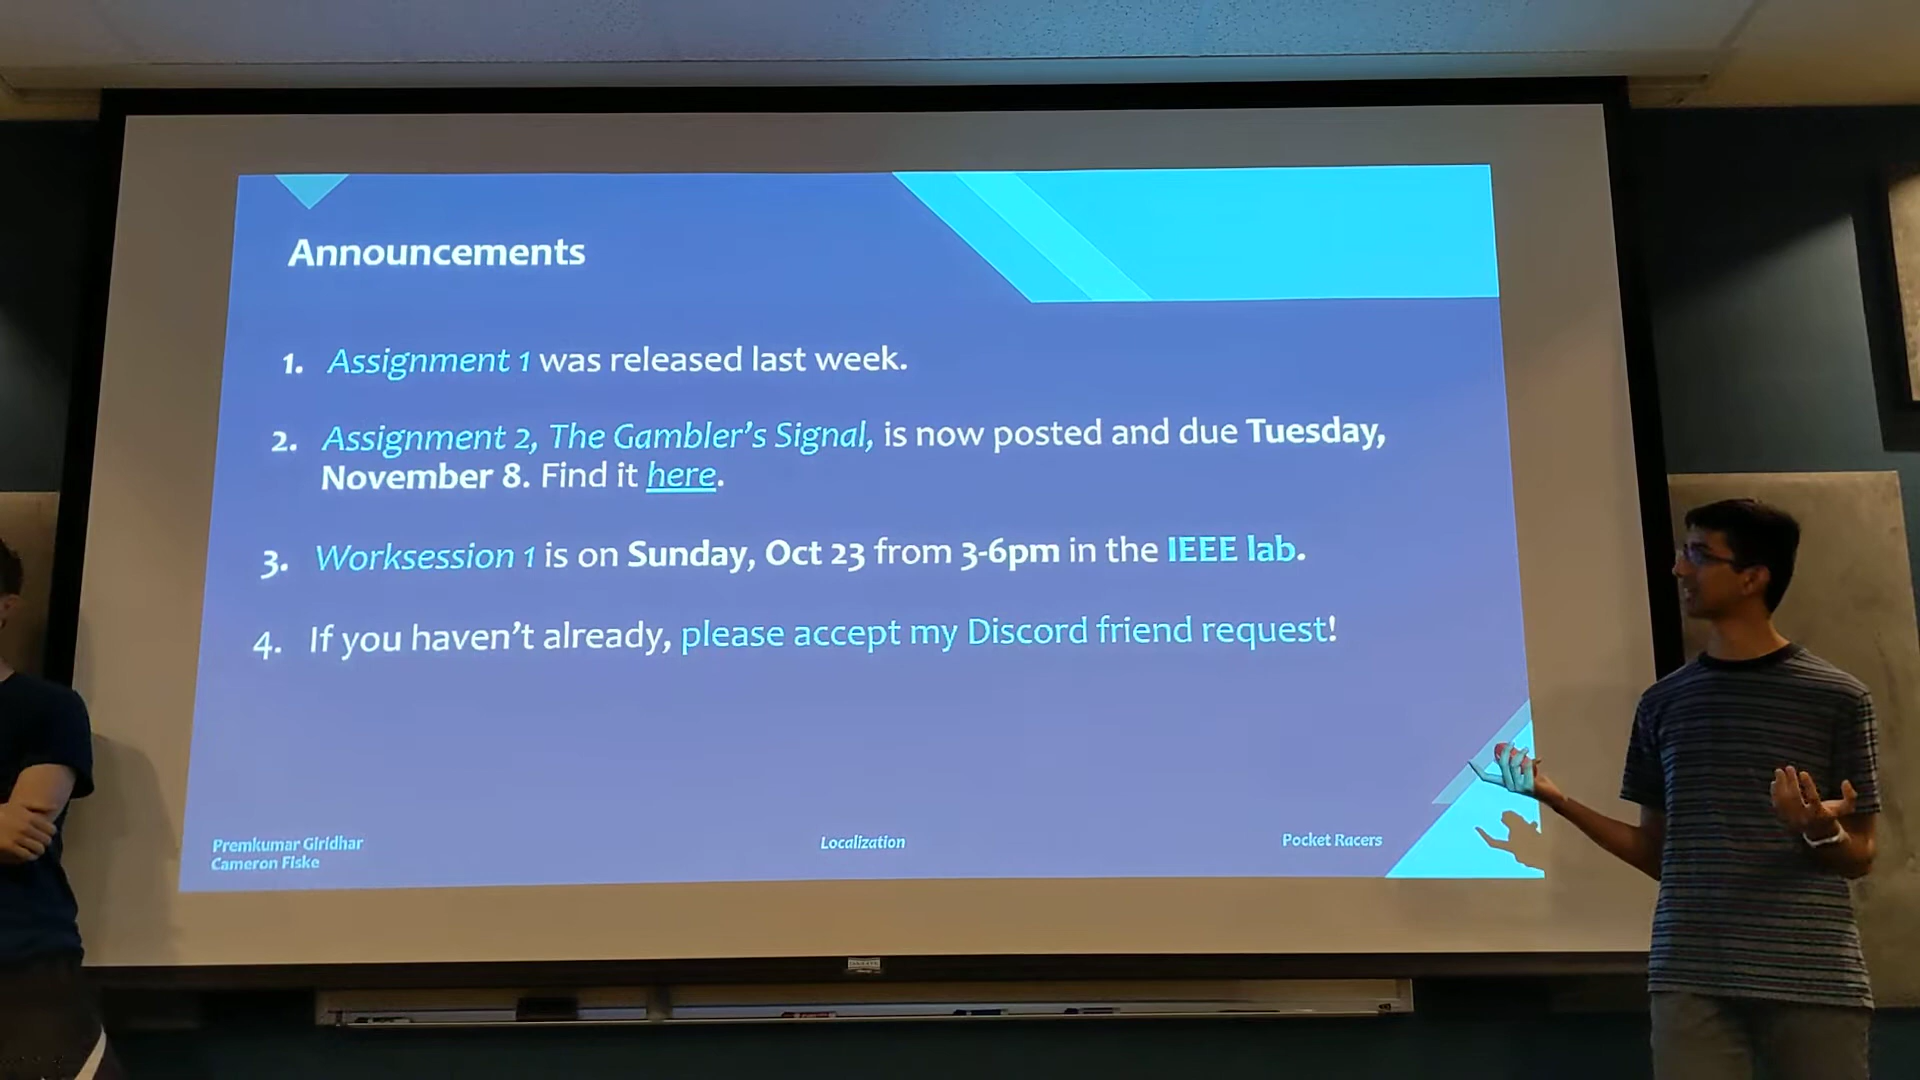 Announcements
1. Assignment 1 was released last week.
2. Assignment 2, The Gambler's Signal, is now posted and due Tuesday,
November 8. Find it here.
3. Worksession 1 is on Sunday, Oct 23 from 3-6pm in the IEEE lab.
4. If you haven't already, please accept my Discord friend request!
Premkumar Giridhar
Cameron Fiske
Localization
Pocket Racers